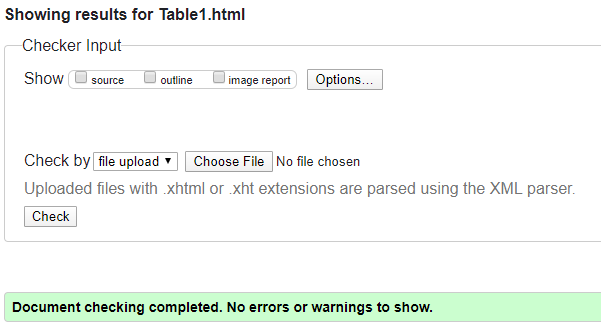 Showing results for Table1.html
Checker Input
Show source outline image report Options...
Check by file upload Choose File No file chosen
Uploaded files with .xhtml or .xht extensions are parsed using the XML parser.
Check
Document checking completed. No errors or warnings to show.